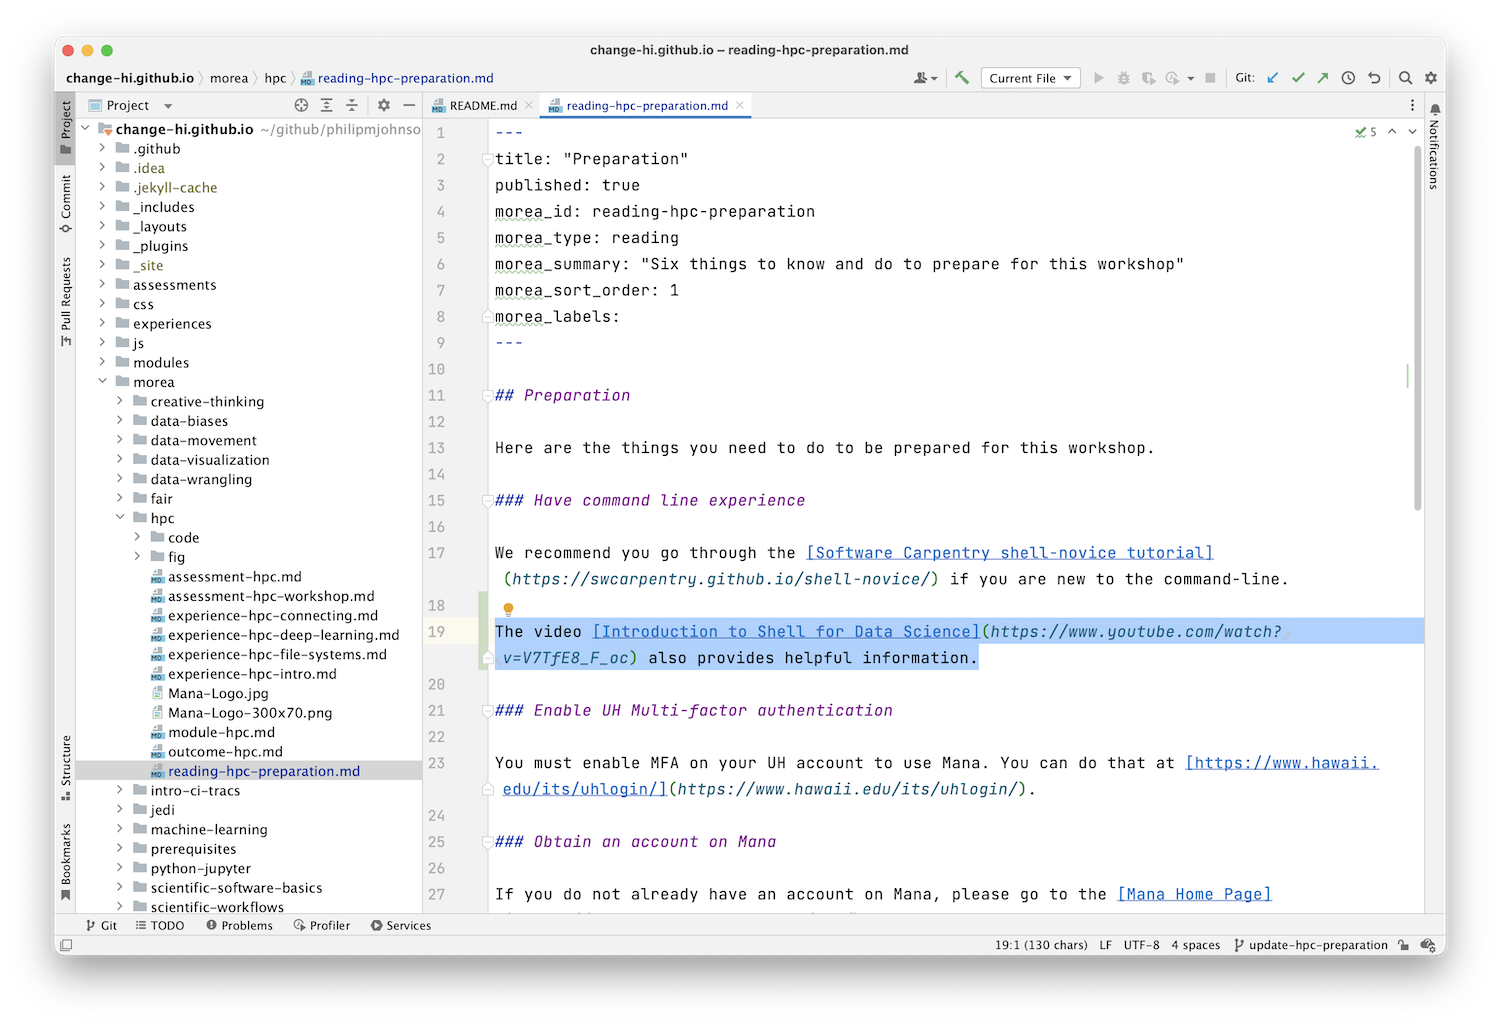 change-hi.github.io – reading-hpc-preparation.md
change-hi.github.io
morea
hpc
reading-hpc-preparation.md
Current File
Git:
Project
README.md
reading-hpc-preparation.md
Project
Commit
Pull Requests
Structure
Bookmarks
change-hi.github.io ~/github/philipmjohnso
.github
.idea
.jekyll-cache
_includes
_layouts
_plugins
_site
assessments
css
experiences
js
modules
morea
creative-thinking
data-biases
data-movement
data-visualization
data-wrangling
fair
hpc
code
fig
assessment-hpc.md
assessment-hpc-workshop.md
experience-hpc-connecting.md
experience-hpc-deep-learning.md
experience-hpc-file-systems.md
experience-hpc-intro.md
Mana-Logo.jpg
Mana-Logo-300x70.png
module-hpc.md
outcome-hpc.md
reading-hpc-preparation.md
intro-ci-tracs
jedi
machine-learning
prerequisites
python-jupyter
scientific-software-basics
scientific-workflows
1 ---
2 title: "Preparation"
3 published: true
4 morea_id: reading-hpc-preparation
5 morea_type: reading
6 morea_summary: "Six things to know and do to prepare for this workshop"
7 morea_sort_order: 1
8 morea_labels:
9 ---
10
11 ## Preparation
12
13 Here are the things you need to do to be prepared for this workshop.
14
15 ### Have command line experience
16
17 We recommend you go through the [Software Carpentry shell-novice tutorial]
(https://swcarpentry.github.io/shell-novice/) if you are new to the command-line.
18
19 The video [Introduction to Shell for Data Science](https://www.youtube.com/watch?
v=V7TfE8_F_oc) also provides helpful information.
20
21 ### Enable UH Multi-factor authentication
22
23 You must enable MFA on your UH account to use Mana. You can do that at [https://www.hawaii.
edu/its/uhlogin/](https://www.hawaii.edu/its/uhlogin/).
24
25 ### Obtain an account on Mana
26
27 If you do not already have an account on Mana, please go to the [Mana Home Page]
5
Notifications
Git
TODO
Problems
Profiler
Services
19:1 (130 chars)
LF
UTF-8
4 spaces
update-hpc-preparation